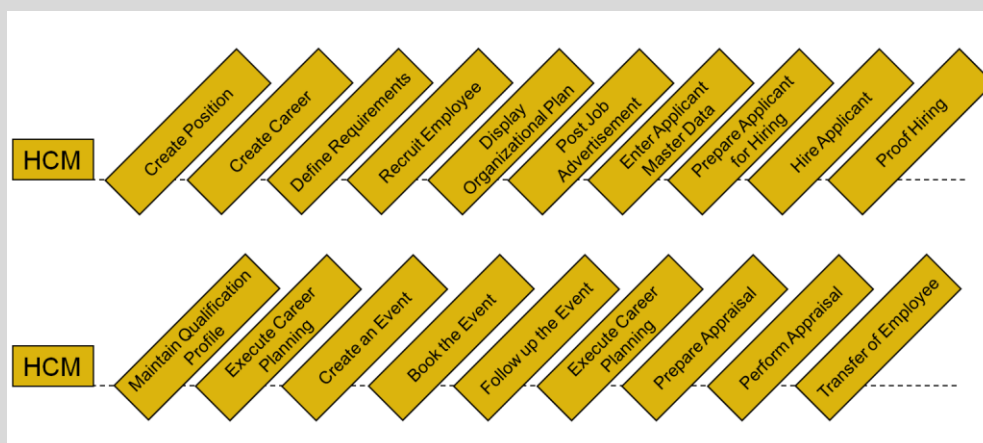 HCM
Create Position
Create Career
Define Requirements
Recruit Employee
Display
Organizational Plan
Post Job
Advertisement
Enter Applicant
Master Data
Prepare Applicant
for Hiring
Hire Applicant
Proof Hiring
HCM
Maintain Qualification
Profile
Execute Career
Planning
Create an Event
Book the Event
Follow up the Event
Execute Career
Planning
Prepare Appraisal
Perform Appraisal
Transfer of Employee